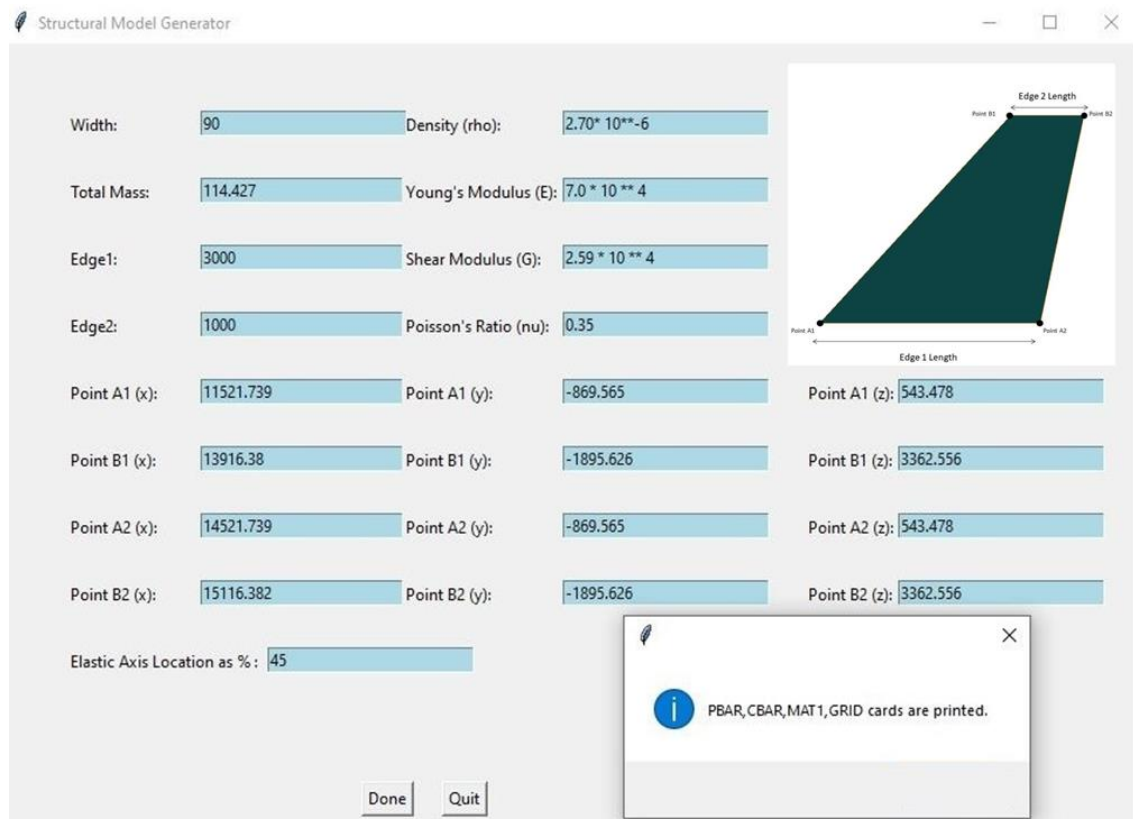 Structural Model Generator
Edge 2 Length
Point B1
Point B2
Width: 90 Density (rho): 2.70* 10**-6
Total Mass: 114.427 Young's Modulus (E): 7.0 * 10 ** 4
Edge1: 3000 Shear Modulus (G): 2.59 * 10 ** 4
Edge2: 1000 Poisson's Ratio (nu): 0.35
Point A1
Point A2
Edge 1 Length
Point A1 (x): 11521.739 Point A1 (y): -869.565 Point A1 (z): 543.478
Point B1 (x): 13916.38 Point B1 (y): -1895.626 Point B1 (z): 3362.556
Point A2 (x): 14521.739 Point A2 (y): -869.565 Point A2 (z): 543.478
Point B2 (x): 15116.382 Point B2 (y): -1895.626 Point B2 (z): 3362.556
Elastic Axis Location as % : 45
PBAR,CBAR,MAT1,GRID cards are printed.
Done Quit